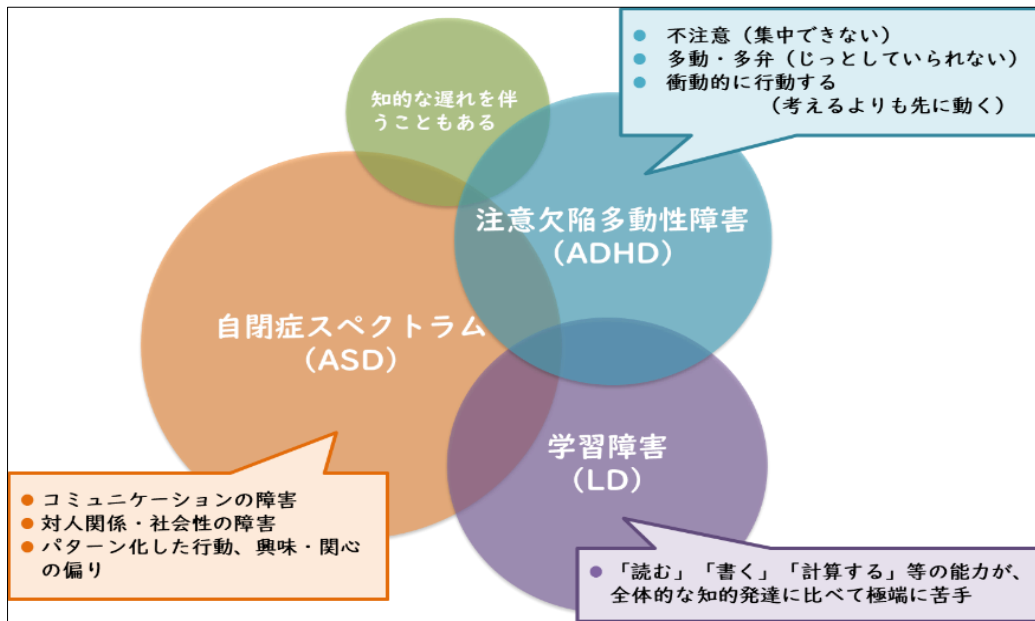 ● 不注意（集中できない）
● 多動・多弁（じっとしていられない）
● 衝動的に行動する
（考えるよりも先に動く）
知的な遅れを伴
うこともある
注意欠陥多動性障害
（ADHD）
自閉症スペクトラム
（ASD）
学習障害
（LD）
● コミュニケーションの障害
● 対人関係・社会性の障害
● パターン化した行動、興味・関心
の偏り
● 「読む」「書く」「計算する」等の能力が、
全体的な知的発達に比べて極端に苦手